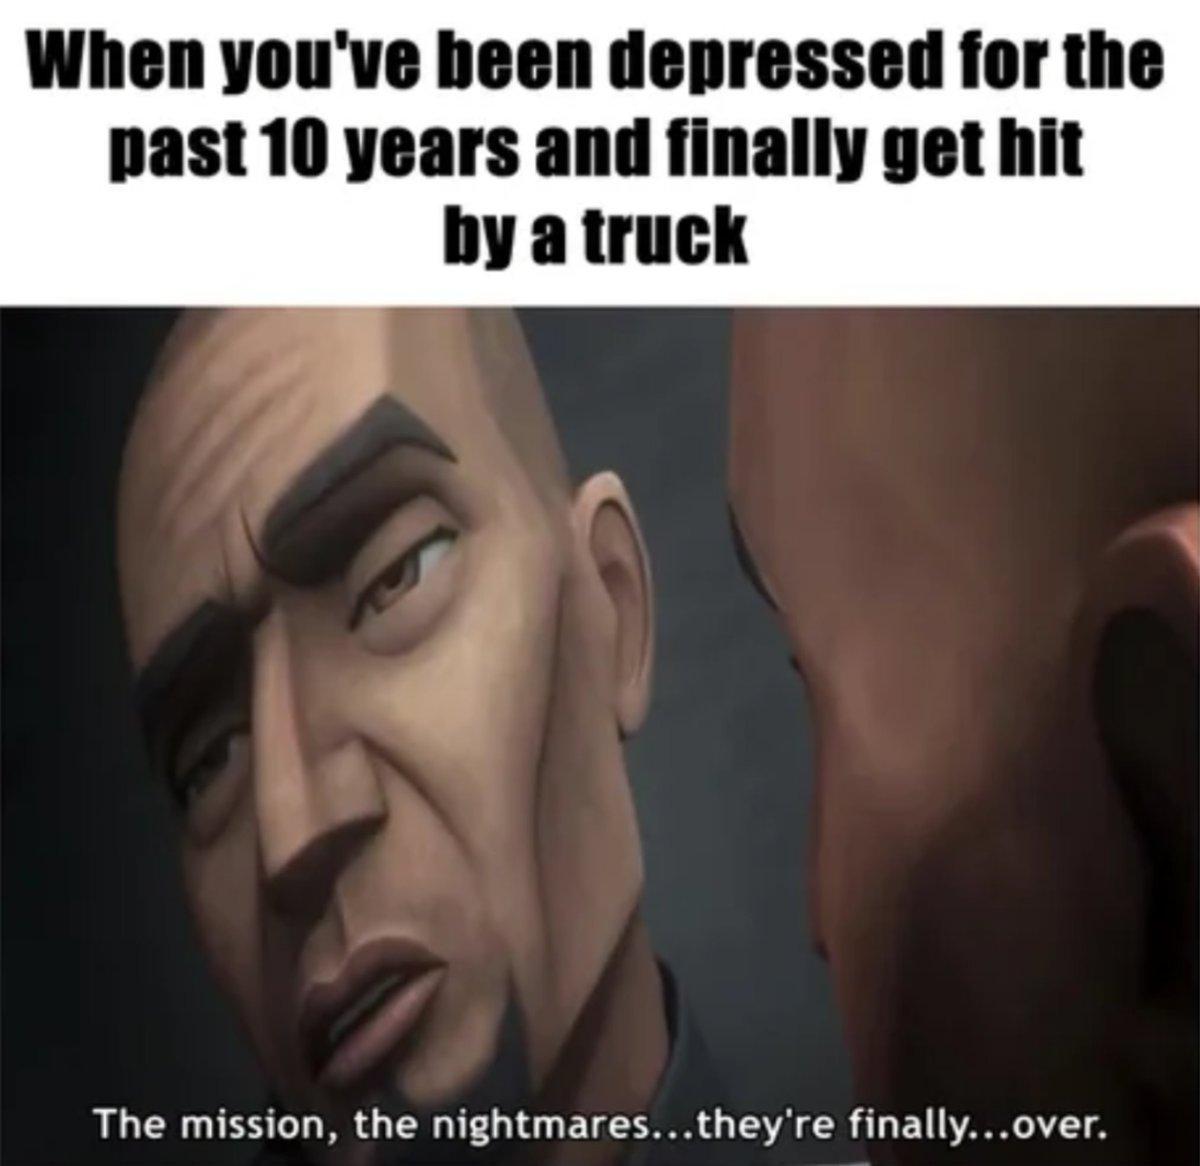 When you've been depressed for the
past 10 years and finally get hit
by a truck
The mission, the nightmares...they're finally...over.